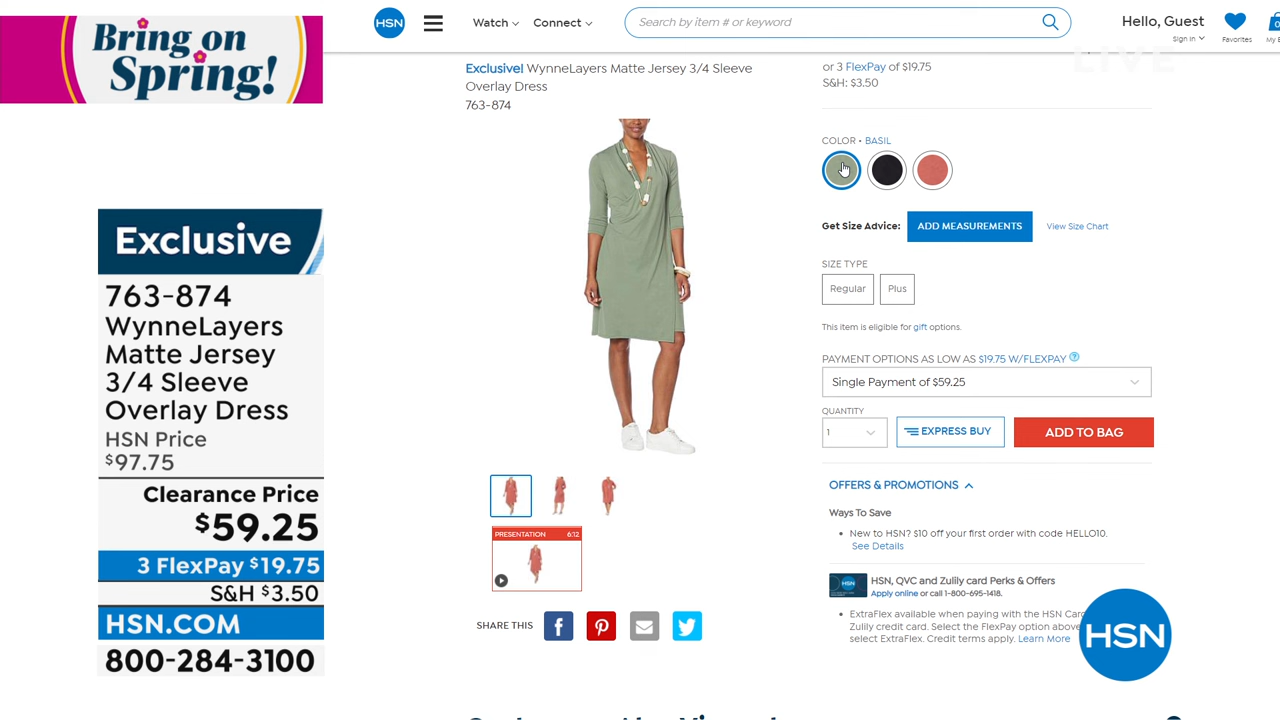 Bring on
Spring!
Exclusive
763-874
WynneLayers
Matte Jersey
3/4 Sleeve
Overlay Dress
HSN Price
$97.75
Clearance Price
$59.25
3 FlexPay $19.75
S&H $3.50
HSN.COM
800-284-3100
HSN
Watch
Connect
Search by item # or keyword
Hello, Guest
Sign In
Favorites
My B
0
LIVE
Exclusive! WynneLayers Matte Jersey 3/4 Sleeve
Overlay Dress
763-874
or 3 FlexPay of $19.75
S&H: $3.50
COLOR • BASIL
Get Size Advice: ADD MEASUREMENTS View Size Chart
SIZE TYPE
Regular Plus
This item is eligible for gift options.
PAYMENT OPTIONS AS LOW AS $19.75 W/FLEXPAY ?
Single Payment of $59.25
QUANTITY
1 EXPRESS BUY ADD TO BAG
PRESENTATION 6:12
SHARE THIS
OFFERS & PROMOTIONS
Ways To Save
• New to HSN? $10 off your first order with code HELLO10.
See Details
HSN, QVC and Zulily card Perks & Offers
Apply online or call 1-800-695-1418.
• ExtraFlex available when paying with the HSN Car
Zulily credit card. Select the FlexPay option above
select ExtraFlex. Credit terms apply. Learn More
HSN